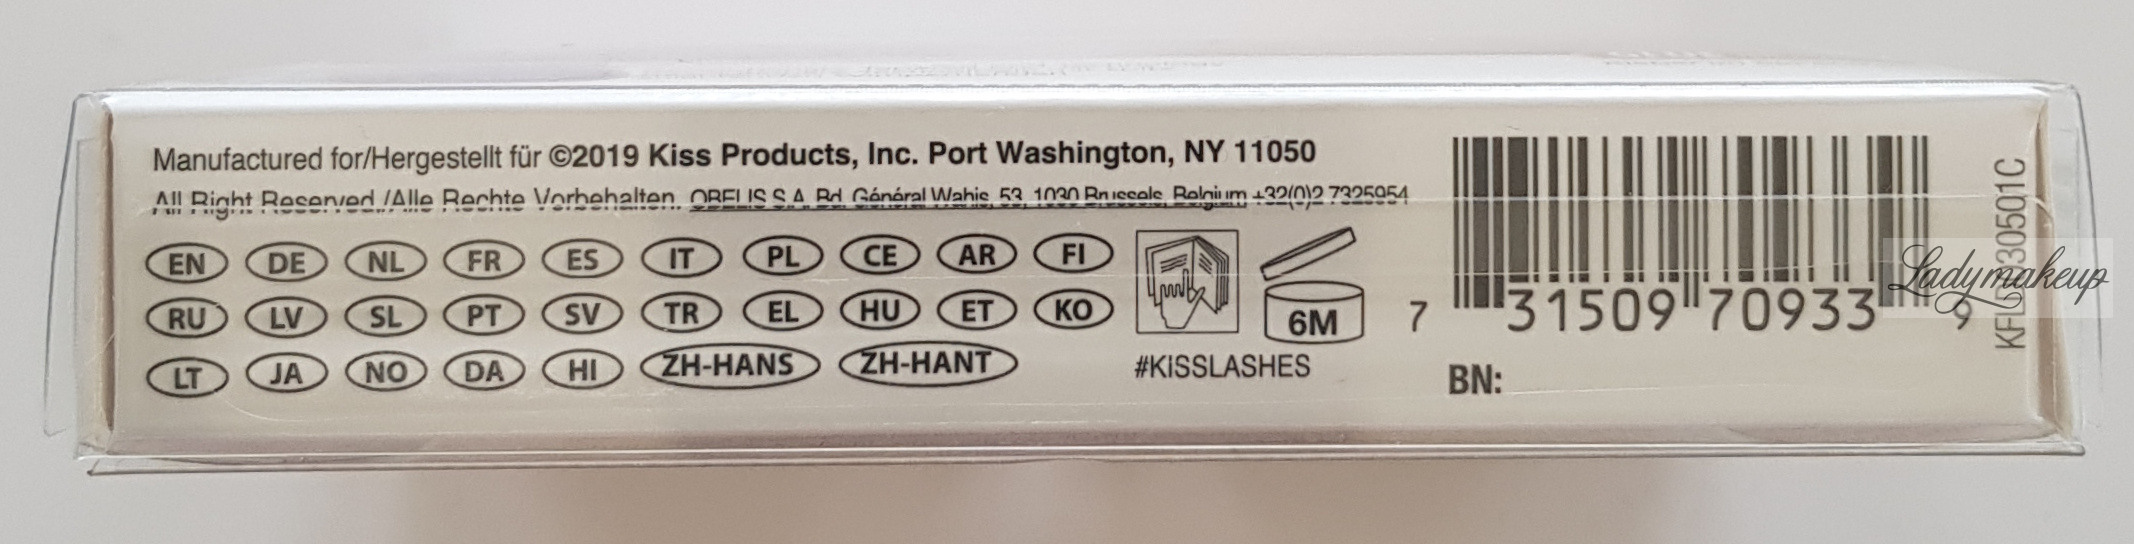 Manufactured for/Hergestellt für ©2019 Kiss Products, Inc. Port Washington, NY 11050
All Right Reserved./Alle Rechte Vorbehalten. OBELIS S.A. Bd. Général Wahis, 53, 1030 Brussels, Belgium +32(0)2 7325954
EN DE NL FR ES IT PL CE AR FI
RU LV SL PT SV TR EL HU ET KO
LT JA NO DA HI ZH-HANS ZH-HANT
6M
#KISSLASHES
7 31509 70933 9
BN:
Ladymakeup